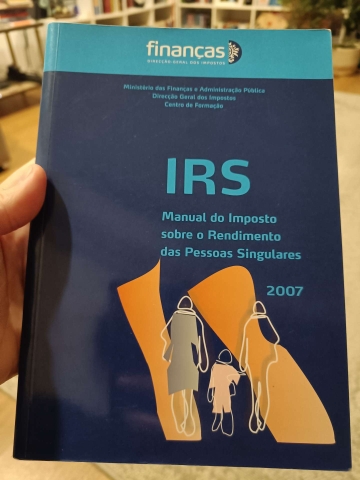 finanças
DIRECÇÃO-GERAL DOS IMPOSTOS
Ministério das Finanças e Administração Pública
Direcção Geral dos Impostos
Centro de Formação
IRS
Manual do Imposto
sobre o Rendimento
das Pessoas Singulares
2007